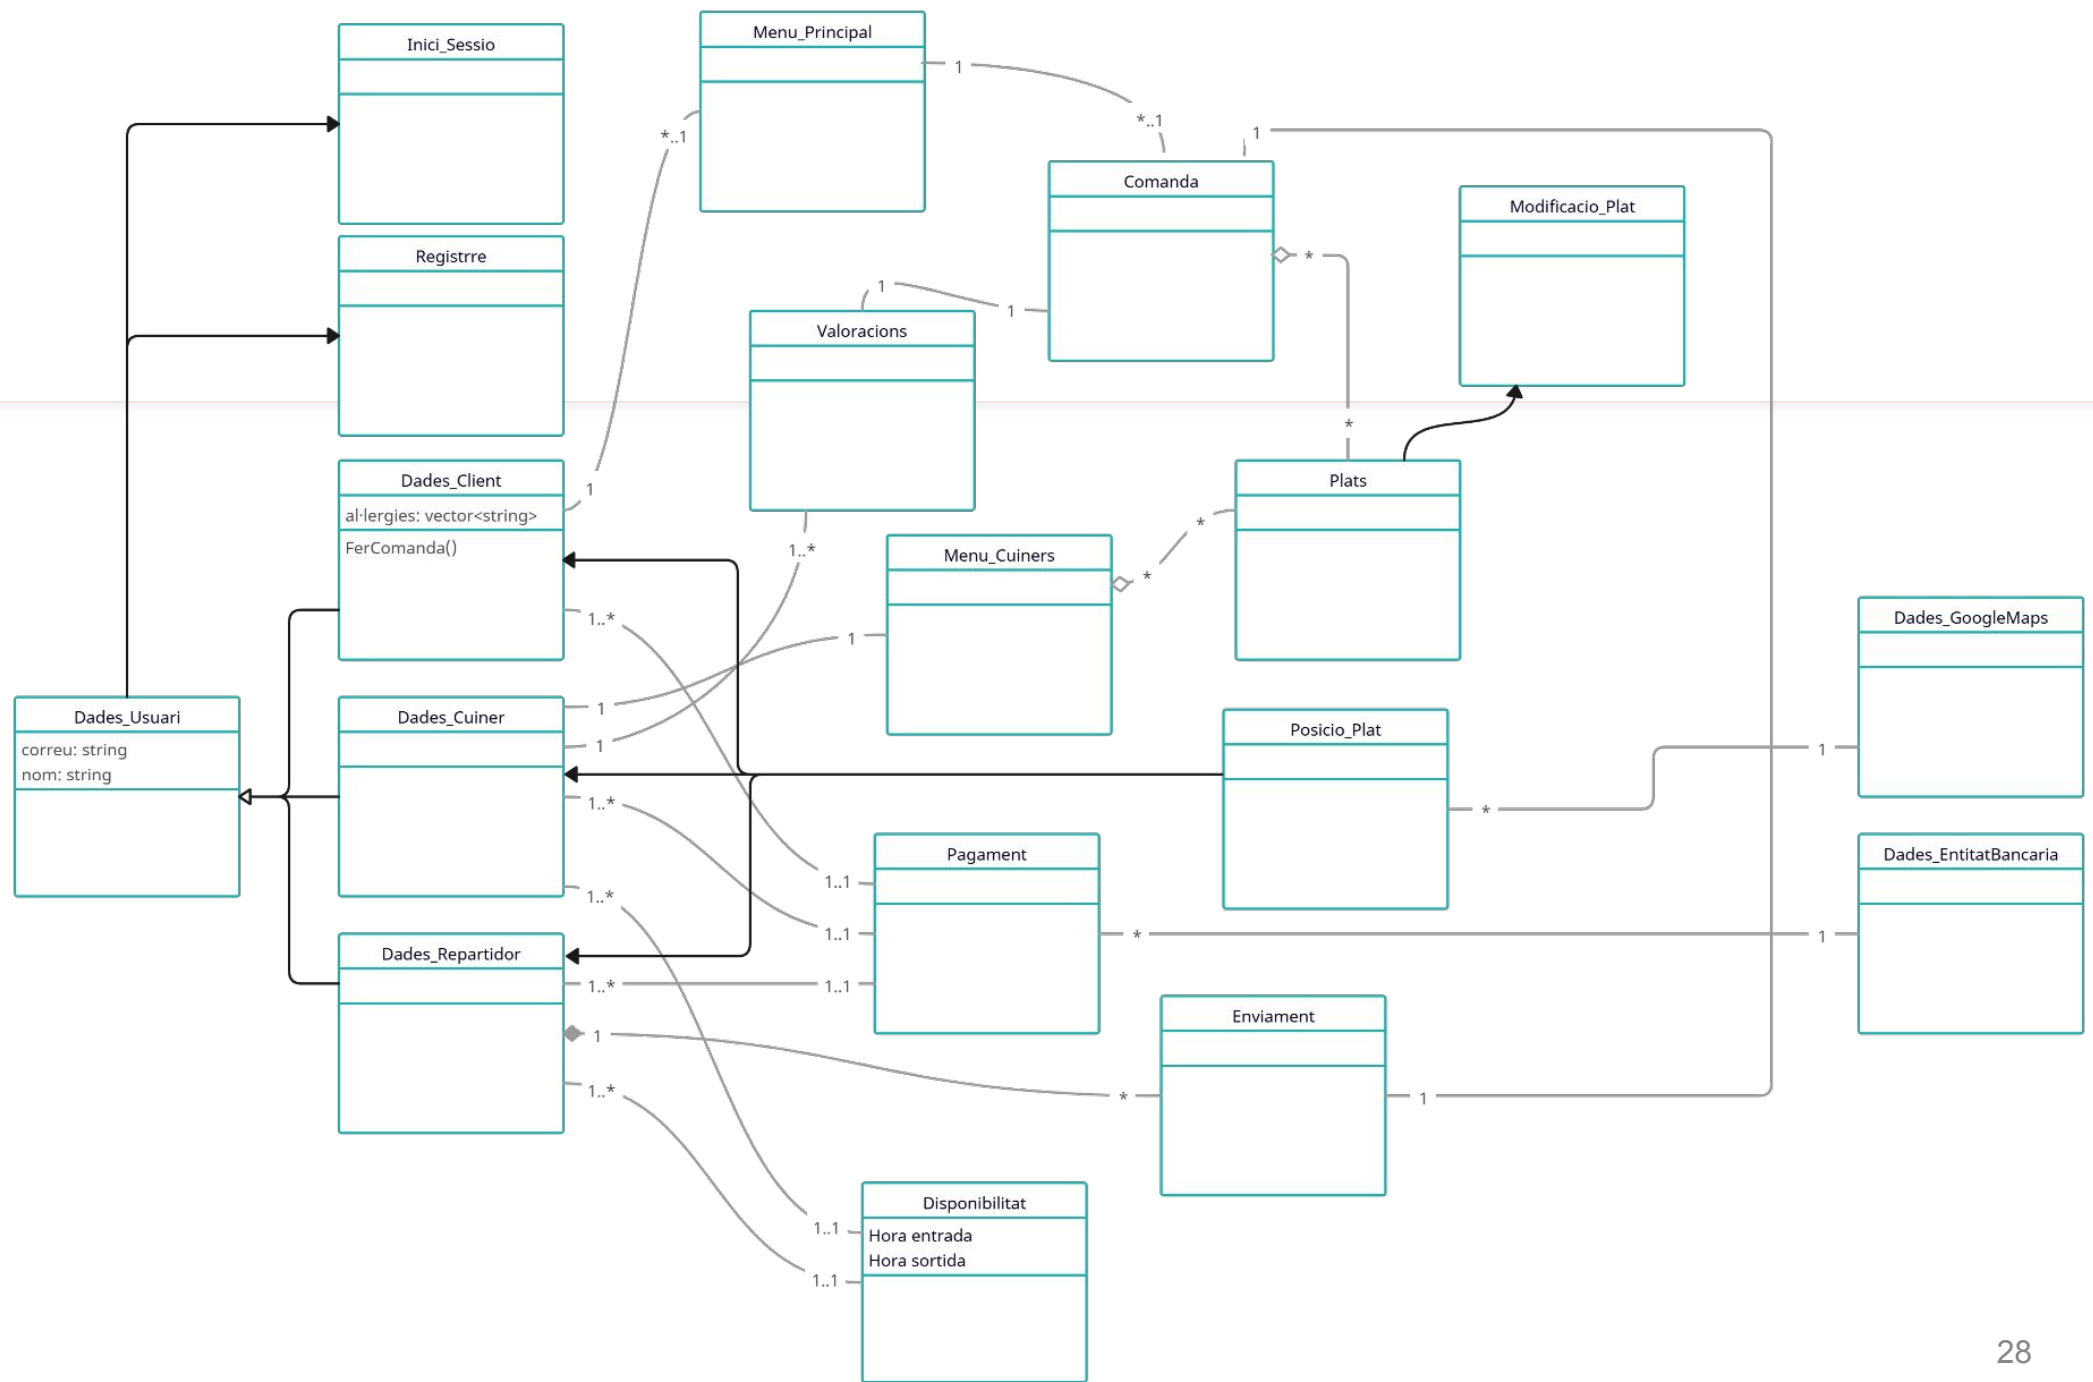 Inici_Sessio
Menu_Principal
1
*..1
*..1
1
Comanda
Modificacio_Plat
Registrre
*
1
1
Valoracions
*
Dades_Client
al·lergies: vector<string>
FerComanda()
1
Plats
*
1..*
Menu_Cuiners
*
1..*
1
Dades_GoogleMaps
Dades_Usuari
correu: string
nom: string
Dades_Cuiner
1
1
Posicio_Plat
1
*
1..*
Pagament
1..1
Dades_EntitatBancaria
1..*
1..1
*
1
Dades_Repartidor
1..*
1..1
Enviament
1
1..*
*
1
Disponibilitat
Hora entrada
Hora sortida
1..1
1..1
28